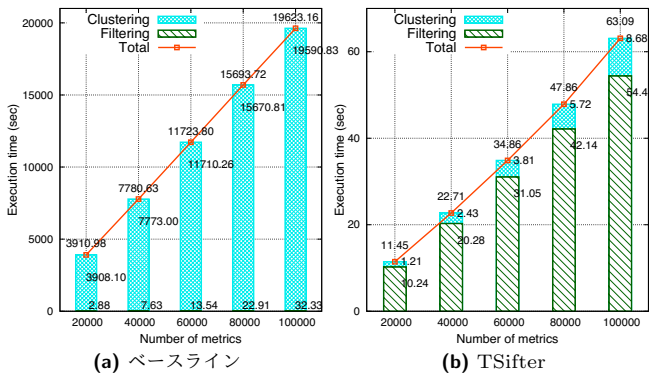 Clustering
Filtering
Total
20000
15000
10000
5000
0
Execution time (sec)
3910.98
3908.10
2.88
7780.63
7773.00
7.63
11723.80
11710.26
13.54
15693.72
15670.81
22.91
19623.16
19590.83
32.33
20000 40000 60000 80000 100000
Number of metrics
(a) ベースライン
Clustering
Filtering
Total
60
40
20
0
Execution time (sec)
11.45
1.21
10.24
22.71
2.43
20.28
34.86
3.81
31.05
47.86
5.72
42.14
63.09
8.68
54.4
20000 40000 60000 80000 100000
Number of metrics
(b) TSifter